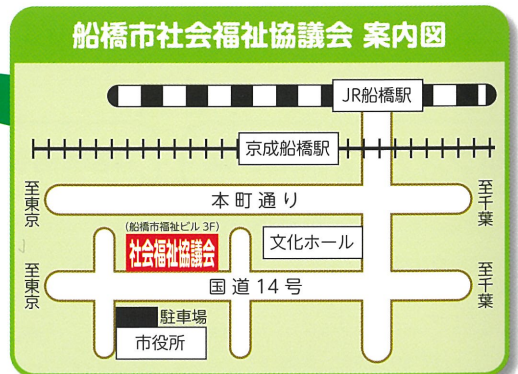 船橋市社会福祉協議会 案内図
JR船橋駅
京成船橋駅
至東京
本町通り
至千葉
(船橋市福祉ビル3F)
社会福祉協議会
文化ホール
至東京
国道14号
至千葉
駐車場
市役所